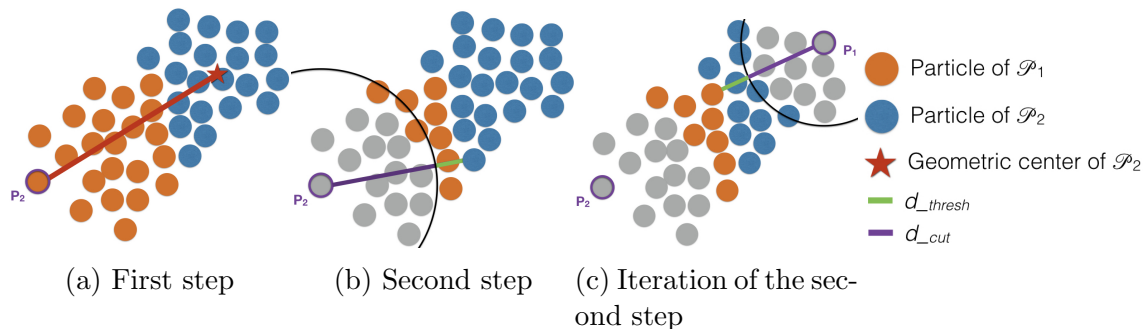 P₂
(a) First step
P₂
(b) Second step
P₁
P₂
(c) Iteration of the sec-
ond step
Particle of 𝒫₁
Particle of 𝒫₂
Geometric center of 𝒫₂
d_thresh
d_cut